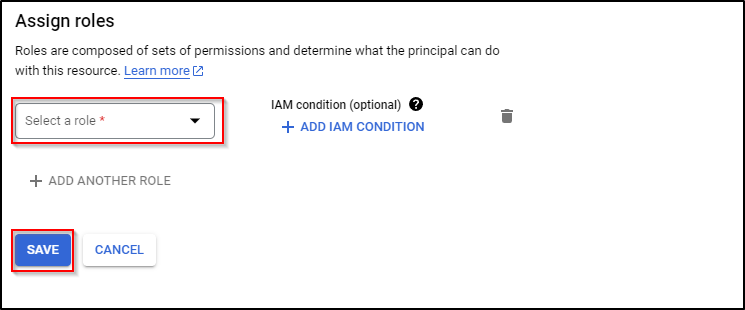 Assign roles
Roles are composed of sets of permissions and determine what the principal can do
with this resource. Learn more
Select a role *
IAM condition (optional) ?
+ ADD IAM CONDITION
+ ADD ANOTHER ROLE
SAVE
CANCEL